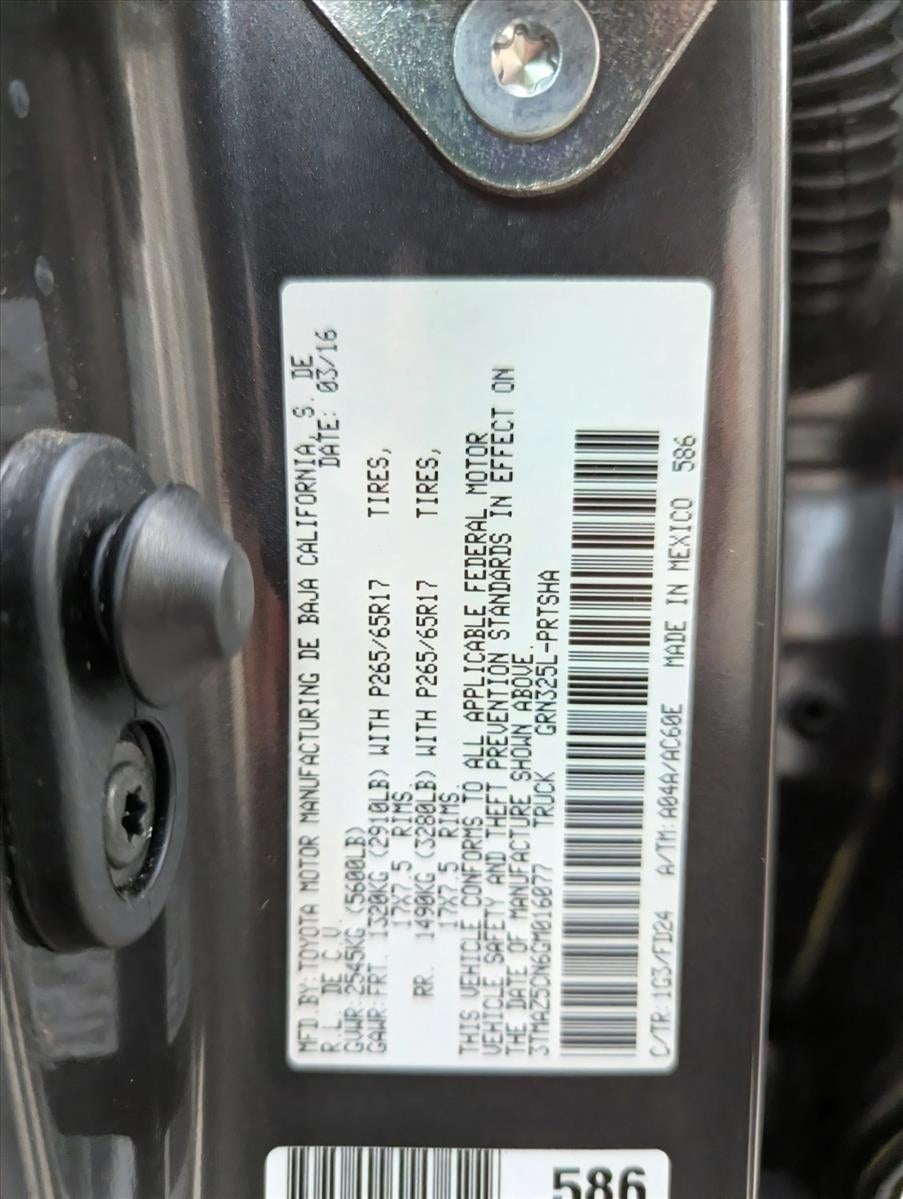 MFD.BY:TOYOTA MOTOR MANUFACTURING DE BAJA CALIFORNIA, S. DE
R.L. DE C.V. DATE: 03/16
GVWR:2545KG (5600LB)
GAWR:FRT. 1320KG (2910LB) WITH P265/65R17 TIRES,
17X7.5 RIMS.
RR. 1490KG (3280LB) WITH P265/65R17 TIRES,
17X7.5 RIMS.
THIS VEHICLE CONFORMS TO ALL APPLICABLE FEDERAL MOTOR
VEHICLE SAFETY AND THEFT PREVENTION STANDARDS IN EFFECT ON
THE DATE OF MANUFACTURE SHOWN ABOVE.
3TMAZ5CN6GM016077 TRUCK GRN325L-PRTSHA
C/TR:1G3/FD24 A/TM:A04A/AC60E MADE IN MEXICO 586
586